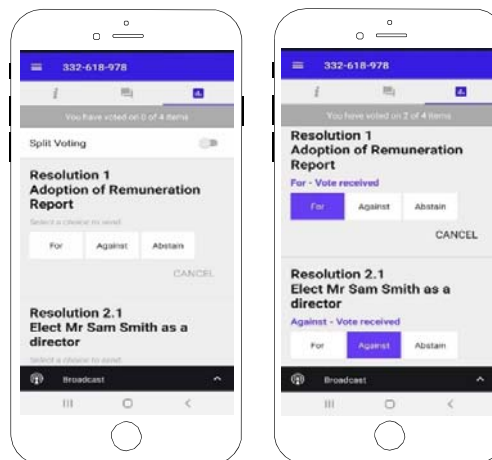 332-618-978
You have voted on 0 of 4 items
Split Voting
Resolution 1
Adoption of Remuneration
Report
Select a choice to send
For Against Abstain
CANCEL
Resolution 2.1
Elect Mr Sam Smith as a
director
Select a choice to send
Broadcast
332-618-978
You have voted on 2 of 4 items
Resolution 1
Adoption of Remuneration
Report
For - Vote received
For Against Abstain
CANCEL
Resolution 2.1
Elect Mr Sam Smith as a
director
Against - Vote received
For Against Abstain
Broadcast